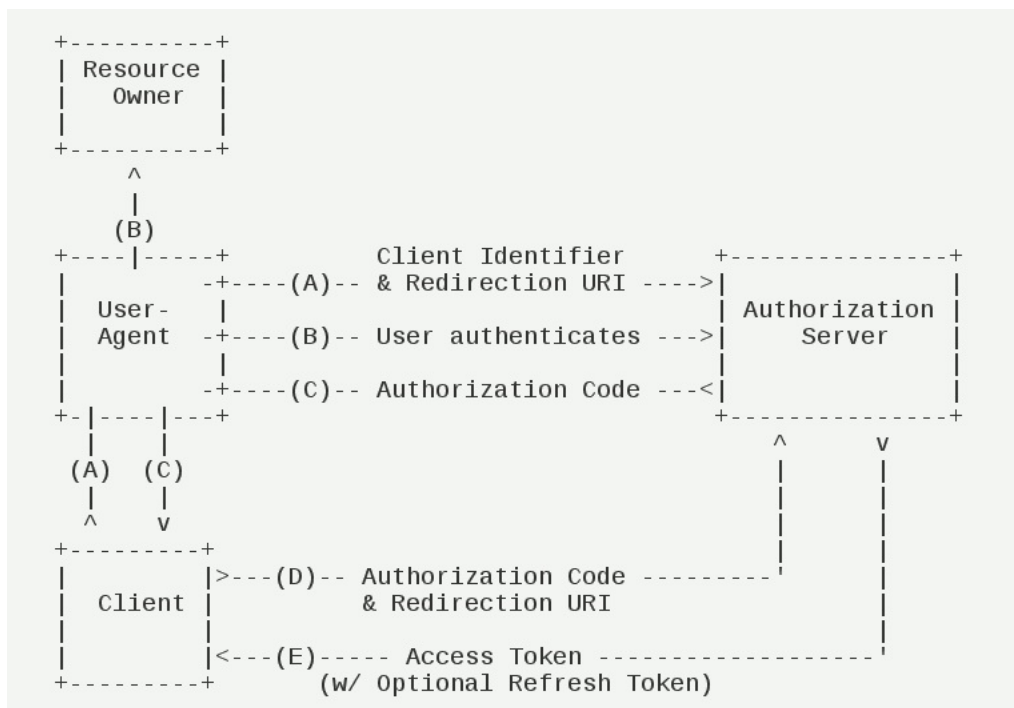 +----------+
| Resource |
|   Owner  |
|          |
+----------+
     ^
     |
    (B)
+----|-----+          Client Identifier      +---------------+
|         -+----(A)-- & Redirection URI ---->|               |
|  User-   |                                 | Authorization |
|  Agent  -+----(B)-- User authenticates --->|     Server    |
|          |                                 |               |
|         -+----(C)-- Authorization Code ---<|               |
+-|----|---+                                 +---------------+
  |    |                                         ^      v
 (A)  (C)                                        |      |
  |    |                                         |      |
  ^    v                                         |      |
+---------+                                      |      |
|         |>---(D)-- Authorization Code ---------'      |
|  Client |          & Redirection URI                  |
|         |                                             |
|         |<---(E)----- Access Token -------------------'
+---------+       (w/ Optional Refresh Token)